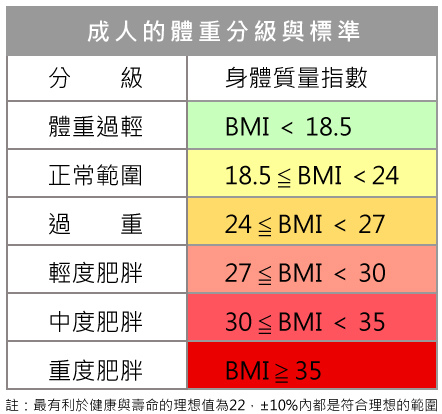 成人的體重分級與標準
分 級 身體質量指數
體重過輕 BMI < 18.5
正常範圍 18.5 ≦ BMI < 24
過 重 24 ≦ BMI < 27
輕度肥胖 27 ≦ BMI < 30
中度肥胖 30 ≦ BMI < 35
重度肥胖 BMI ≧ 35
註：最有利於健康與壽命的理想值為22，±10%內都是符合理想的範圍